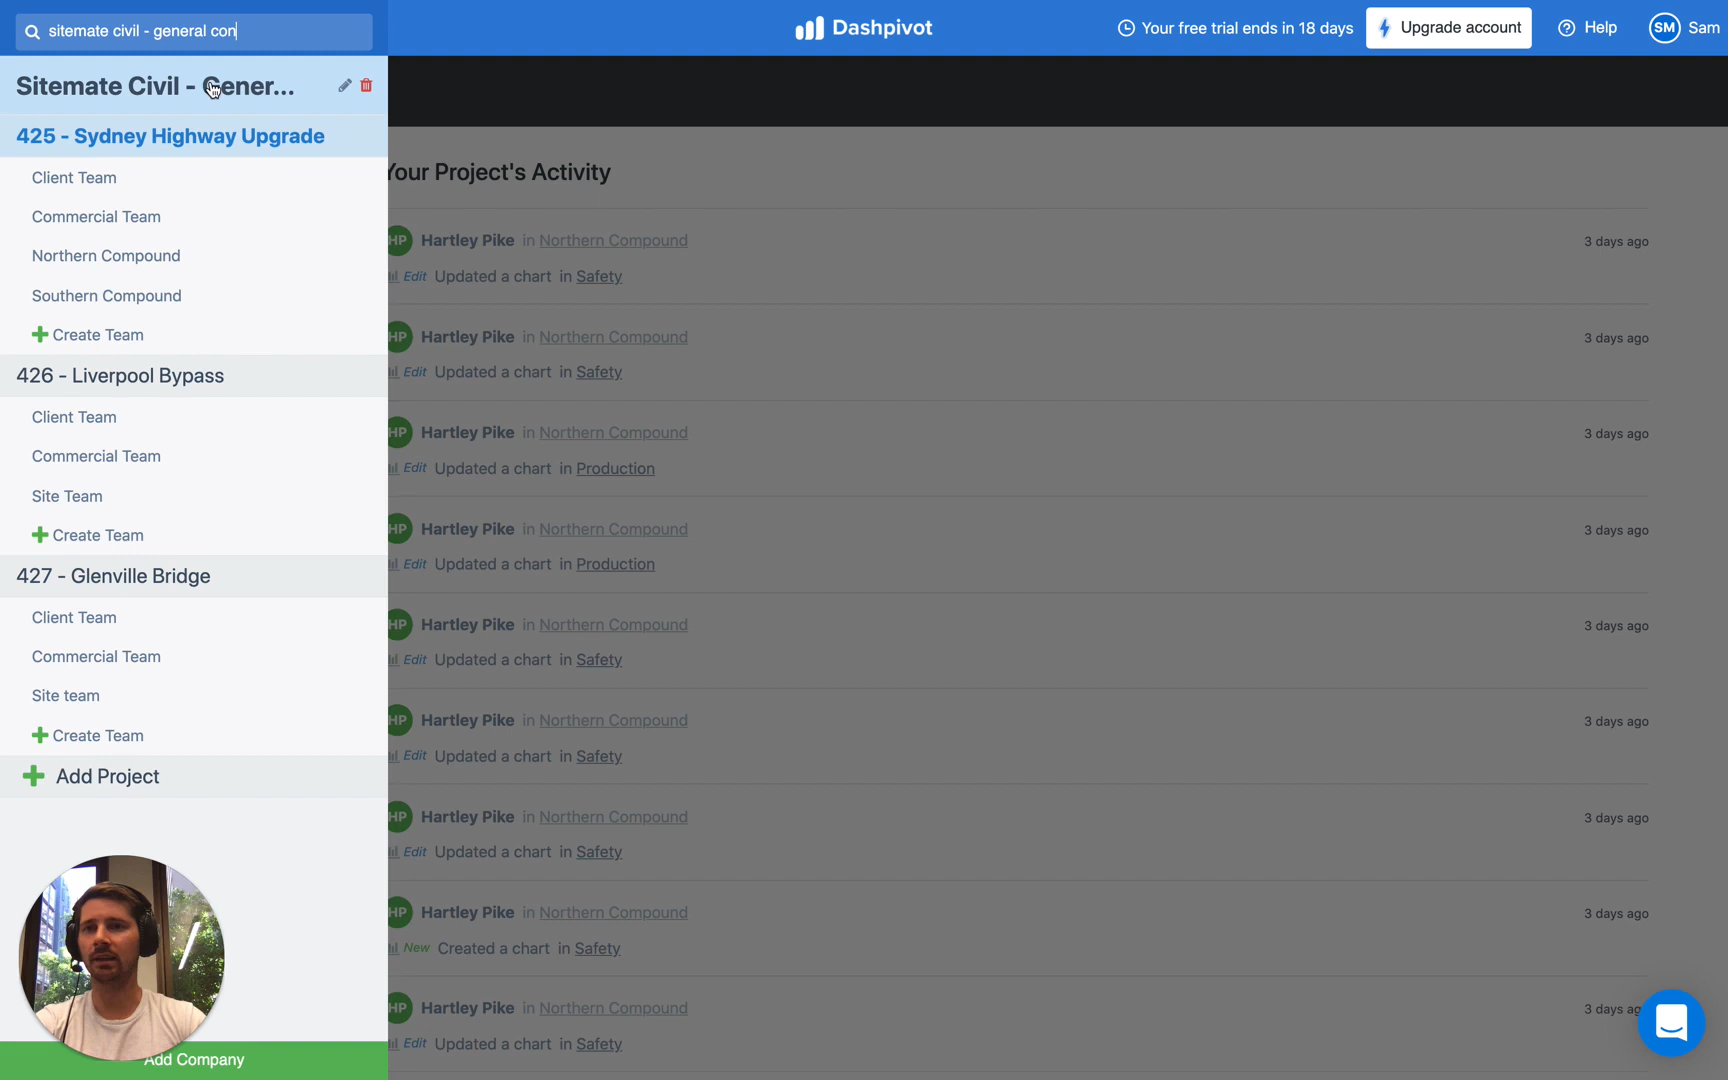 sitemate civil - general con
Dashpivot
Your free trial ends in 18 days
Upgrade account
Help
SM Sam
Sitemate Civil - Gener...
425 - Sydney Highway Upgrade
Client Team
Commercial Team
Northern Compound
Southern Compound
Create Team
426 - Liverpool Bypass
Client Team
Commercial Team
Site Team
Create Team
427 - Glenville Bridge
Client Team
Commercial Team
Site team
Create Team
Add Project
Add Company
Your Project's Activity
HP Hartley Pike in Northern Compound 3 days ago
Edit Updated a chart in Safety
HP Hartley Pike in Northern Compound 3 days ago
Edit Updated a chart in Safety
HP Hartley Pike in Northern Compound 3 days ago
Edit Updated a chart in Production
HP Hartley Pike in Northern Compound 3 days ago
Edit Updated a chart in Production
HP Hartley Pike in Northern Compound 3 days ago
Edit Updated a chart in Safety
HP Hartley Pike in Northern Compound 3 days ago
Edit Updated a chart in Safety
HP Hartley Pike in Northern Compound 3 days ago
Edit Updated a chart in Safety
HP Hartley Pike in Northern Compound 3 days ago
New Created a chart in Safety
HP Hartley Pike in Northern Compound 3 days ago
Edit Updated a chart in Safety